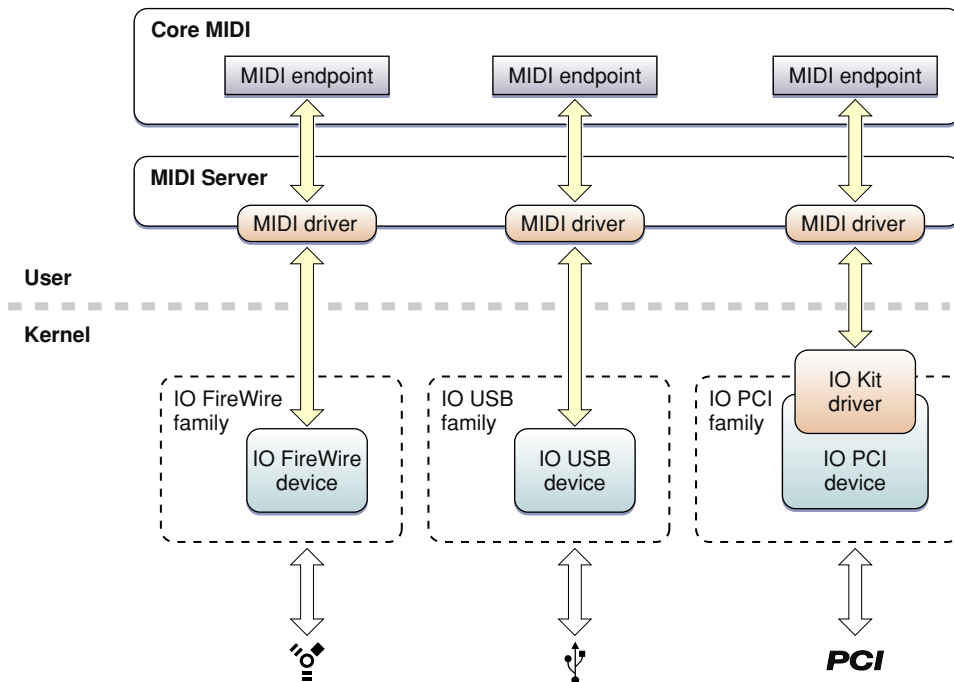 Core MIDI
MIDI endpoint
MIDI endpoint
MIDI endpoint
MIDI Server
MIDI driver
MIDI driver
MIDI driver
User
Kernel
IO FireWire
family
IO FireWire
device
IO USB
family
IO USB
device
IO PCI
family
IO Kit
driver
IO PCI
device
PCI